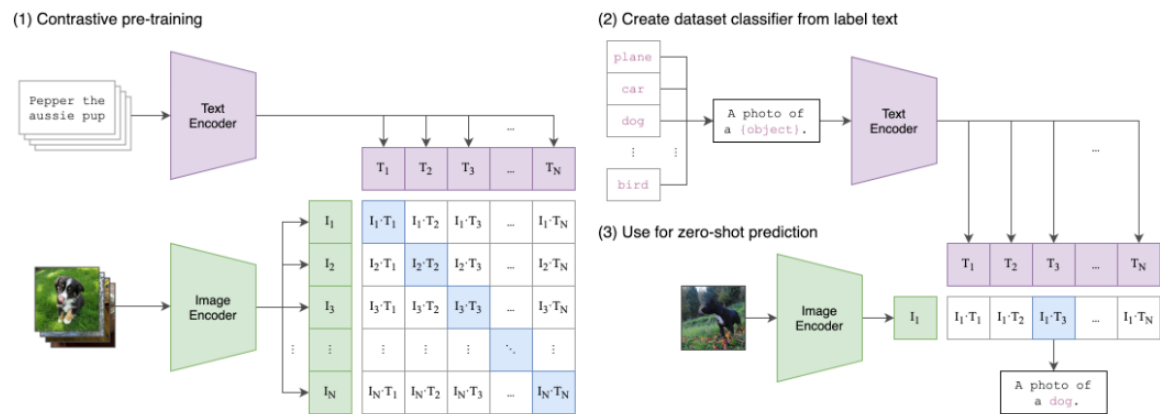 (1) Contrastive pre-training
Pepper the
aussie pup
Text
Encoder
...
T1 T2 T3 ... TN
I1 I1·T1 I1·T2 I1·T3 ... I1·TN
I2 I2·T1 I2·T2 I2·T3 ... I2·TN
Image
Encoder
I3 I3·T1 I3·T2 I3·T3 ... I3·TN
⋮ ⋮ ⋮ ⋮ ⋮ ⋱ ⋮
IN IN·T1 IN·T2 IN·T3 ... IN·TN
(2) Create dataset classifier from label text
plane
car
dog
⋮
bird
⋮
A photo of
a {object}.
Text
Encoder
...
(3) Use for zero-shot prediction
Image
Encoder
T1 T2 T3 ... TN
I1 I1·T1 I1·T2 I1·T3 ... I1·TN
A photo of
a dog.